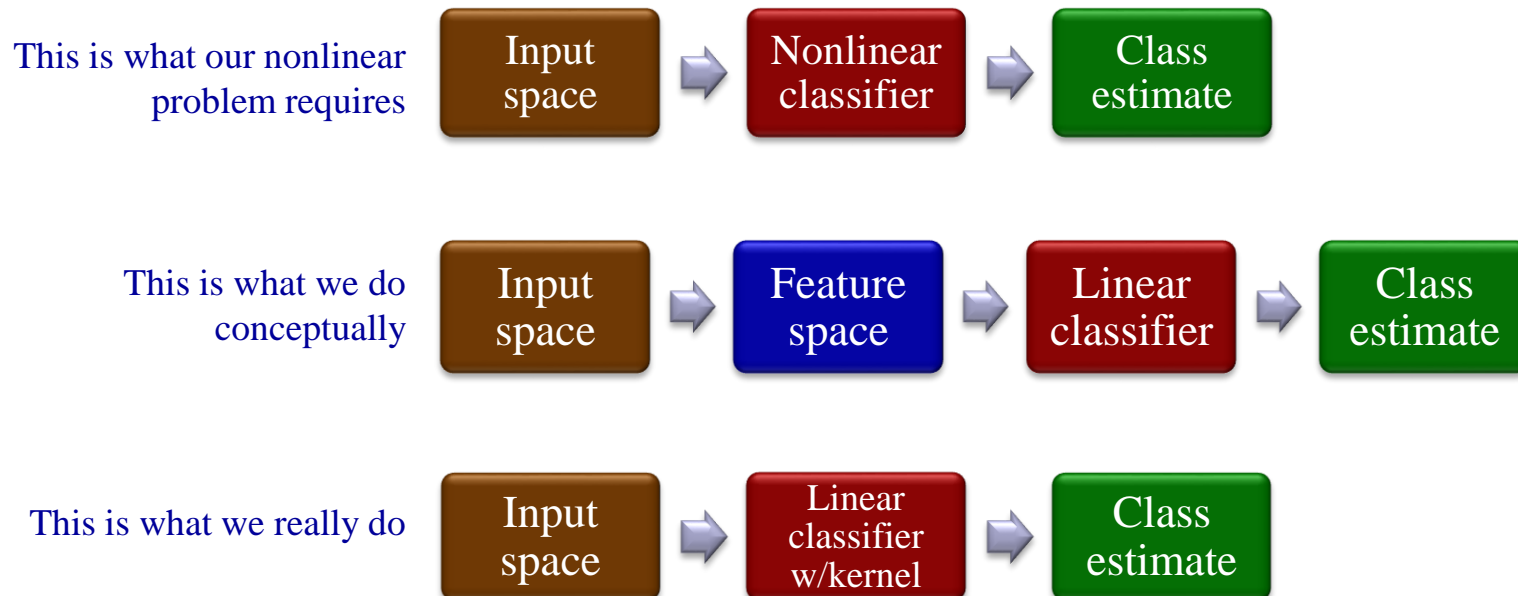 This is what our nonlinear
problem requires
Input
space
Nonlinear
classifier
Class
estimate
This is what we do
conceptually
Input
space
Feature
space
Linear
classifier
Class
estimate
This is what we really do
Input
space
Linear
classifier
w/kernel
Class
estimate